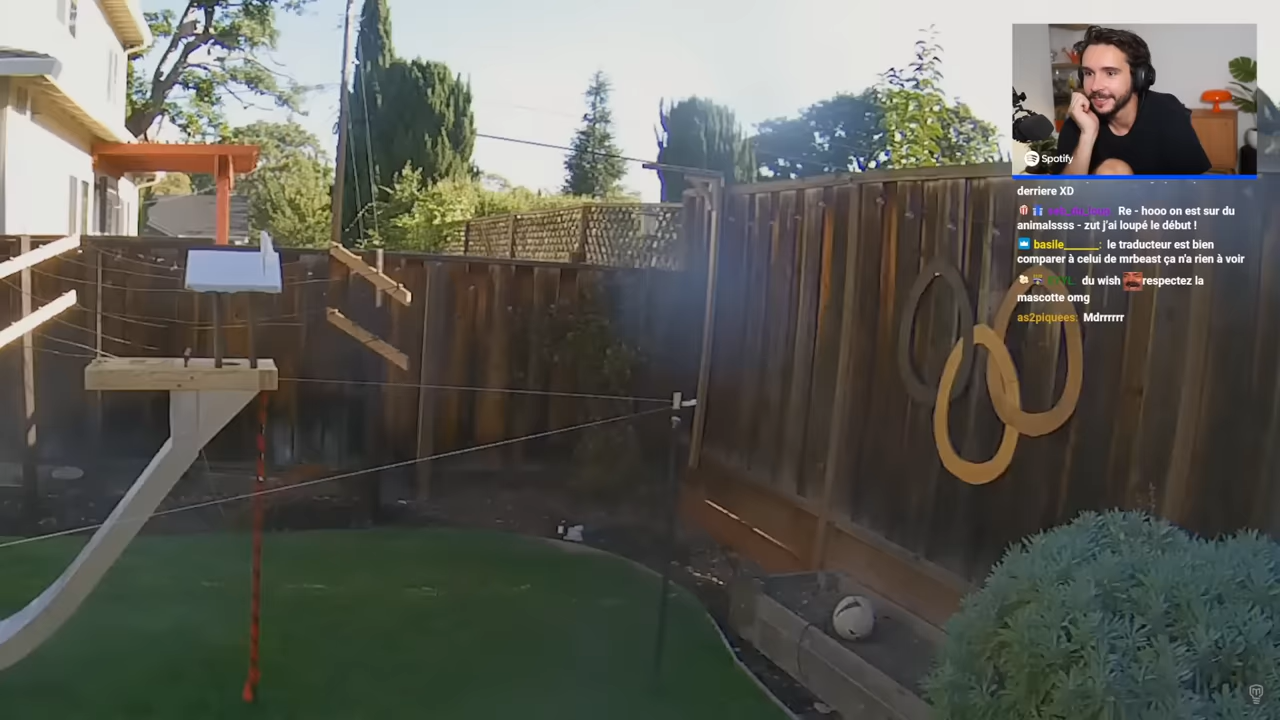 Spotify
derriere XD
Re - hooo on est sur du
animalssss - zut j'ai loupé le début !
basile______: le traducteur est bien
comparer à celui de mrbeast ça n'a rien à voir
du wish respectez la
mascotte omg
as2piquees: Mdrrrrrr